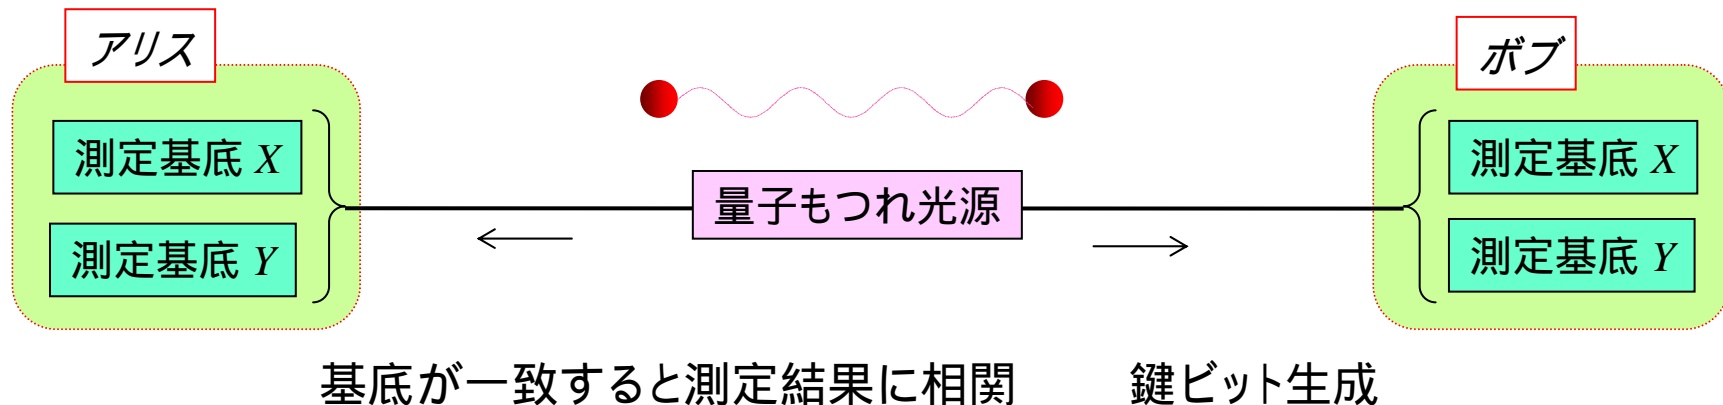 アリス
ボブ
測定基底 X
測定基底 Y
量子もつれ光源
測定基底 X
測定基底 Y
基底が一致すると測定結果に相関 鍵ビット生成